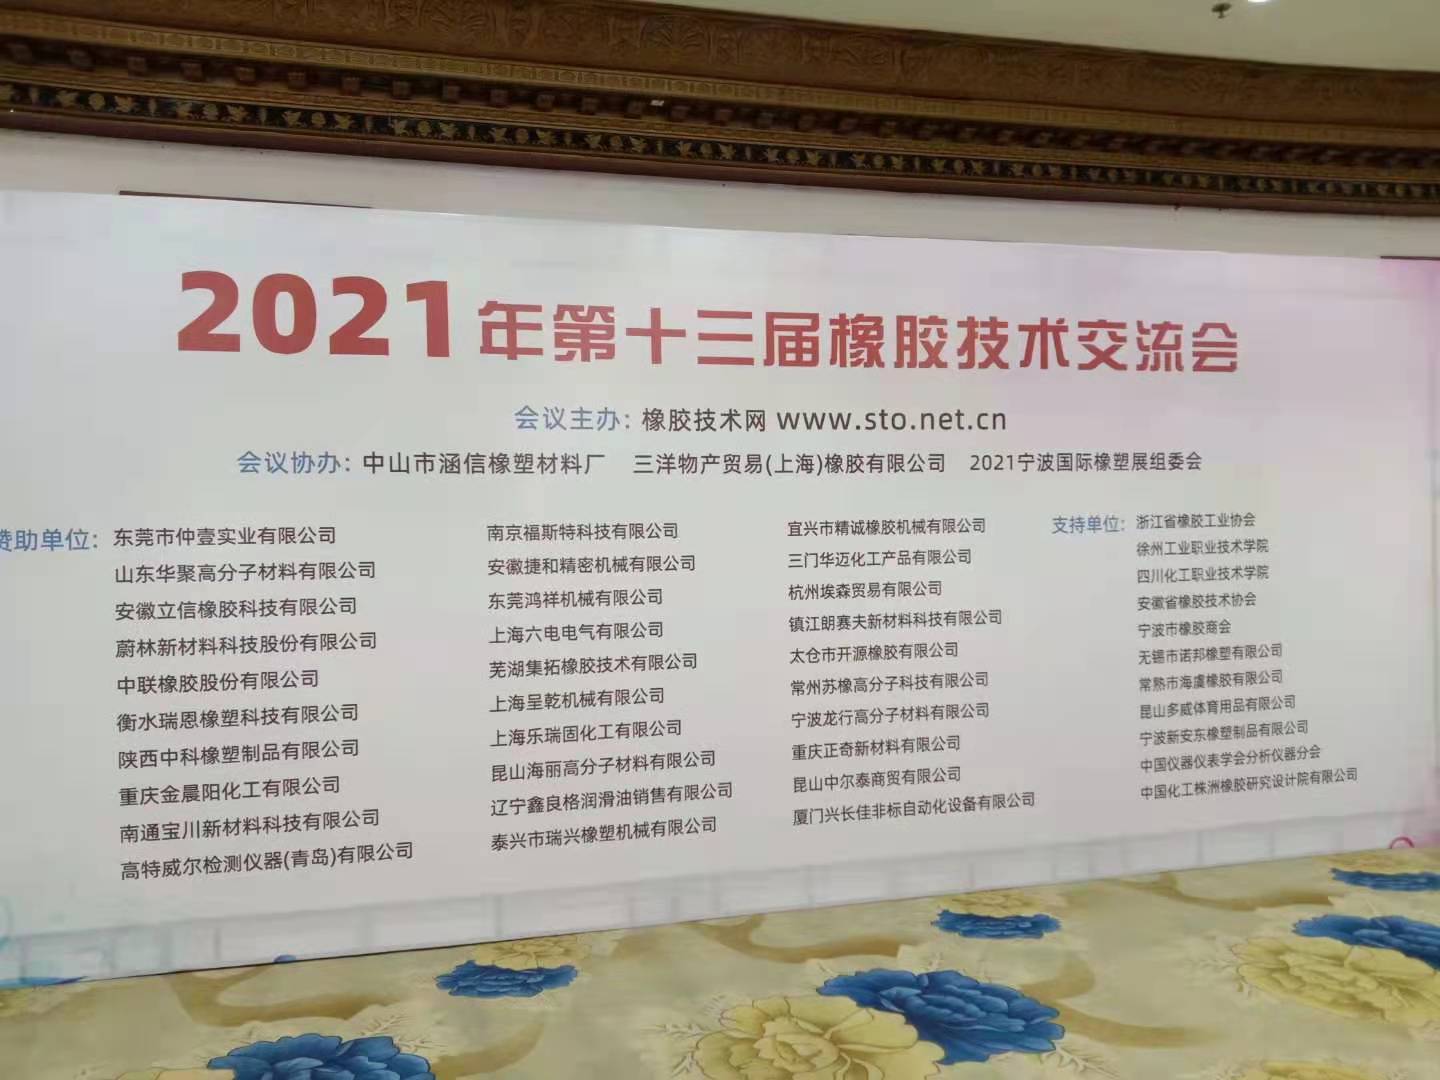 2021年第十三届橡胶技术交流会
会议主办：橡胶技术网 www.sto.net.cn
会议协办：中山市涵信橡塑材料厂 三洋物产贸易(上海)橡胶有限公司 2021宁波国际橡塑展组委会
赞助单位：东莞市仲壹实业有限公司
山东华聚高分子材料有限公司
安徽立信橡胶科技有限公司
蔚林新材料科技股份有限公司
中联橡胶股份有限公司
衡水瑞恩橡塑科技有限公司
陕西中科橡塑制品有限公司
重庆金晨阳化工有限公司
南通宝川新材料科技有限公司
高特威尔检测仪器(青岛)有限公司
南京福斯特科技有限公司
安徽捷和精密机械有限公司
东莞鸿祥机械有限公司
上海六电电气有限公司
芜湖集拓橡胶技术有限公司
上海呈乾机械有限公司
上海乐瑞固化工有限公司
昆山海丽高分子材料有限公司
辽宁鑫良格润滑油销售有限公司
泰兴市瑞兴橡塑机械有限公司
宜兴市精诚橡胶机械有限公司
三门华迈化工产品有限公司
杭州埃森贸易有限公司
镇江朗赛夫新材料科技有限公司
太仓市开源橡胶有限公司
常州苏橡高分子科技有限公司
宁波龙行高分子材料有限公司
重庆正奇新材料有限公司
昆山中尔泰商贸有限公司
厦门兴长佳非标自动化设备有限公司
支持单位：浙江省橡胶工业协会
徐州工业职业技术学院
四川化工职业技术学院
安徽省橡胶技术协会
宁波市橡胶商会
无锡市诺邦橡塑有限公司
常熟市海虞橡胶有限公司
昆山多威体育用品有限公司
宁波新安东橡塑制品有限公司
中国仪器仪表学会分析仪器分会
中国化工株洲橡胶研究设计院有限公司